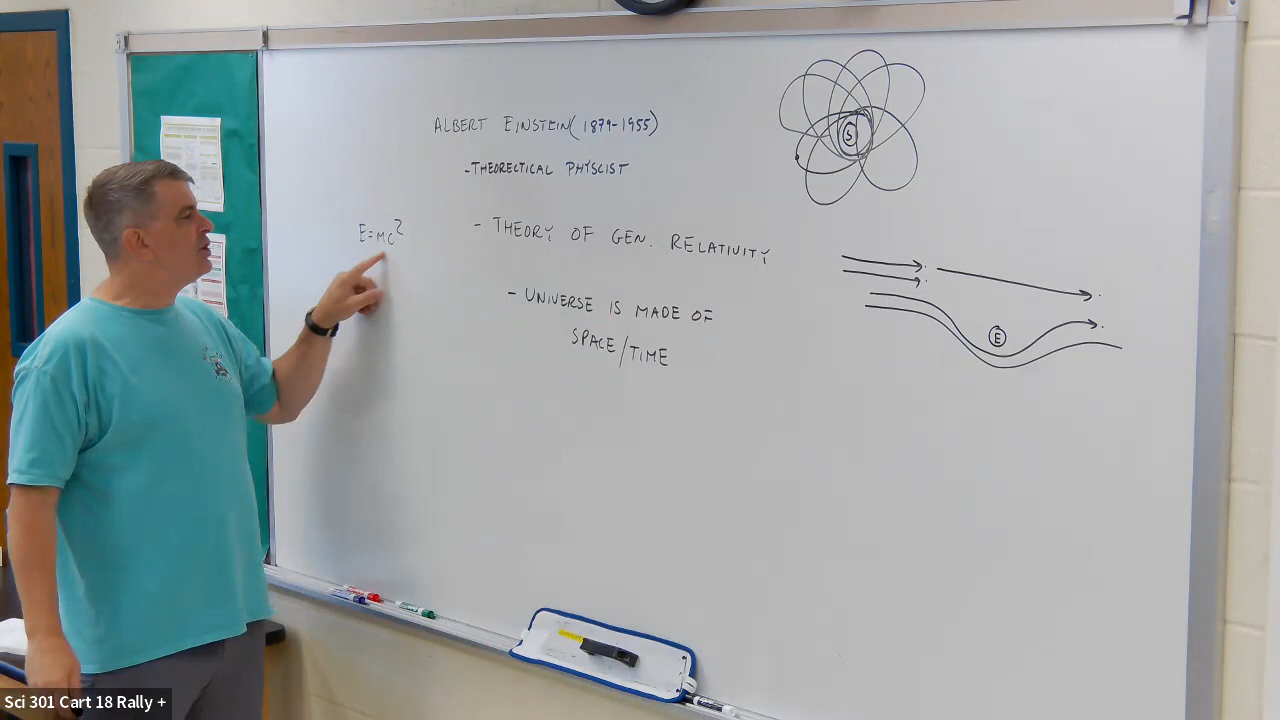 ALBERT EINSTEIN (1879-1955)
-THEORECTICAL PHYSCIST
E=MC²
- THEORY OF GEN. RELATIVITY
- UNIVERSE IS MADE OF
SPACE/TIME
S
E
Sci 301 Cart 18 Rally +